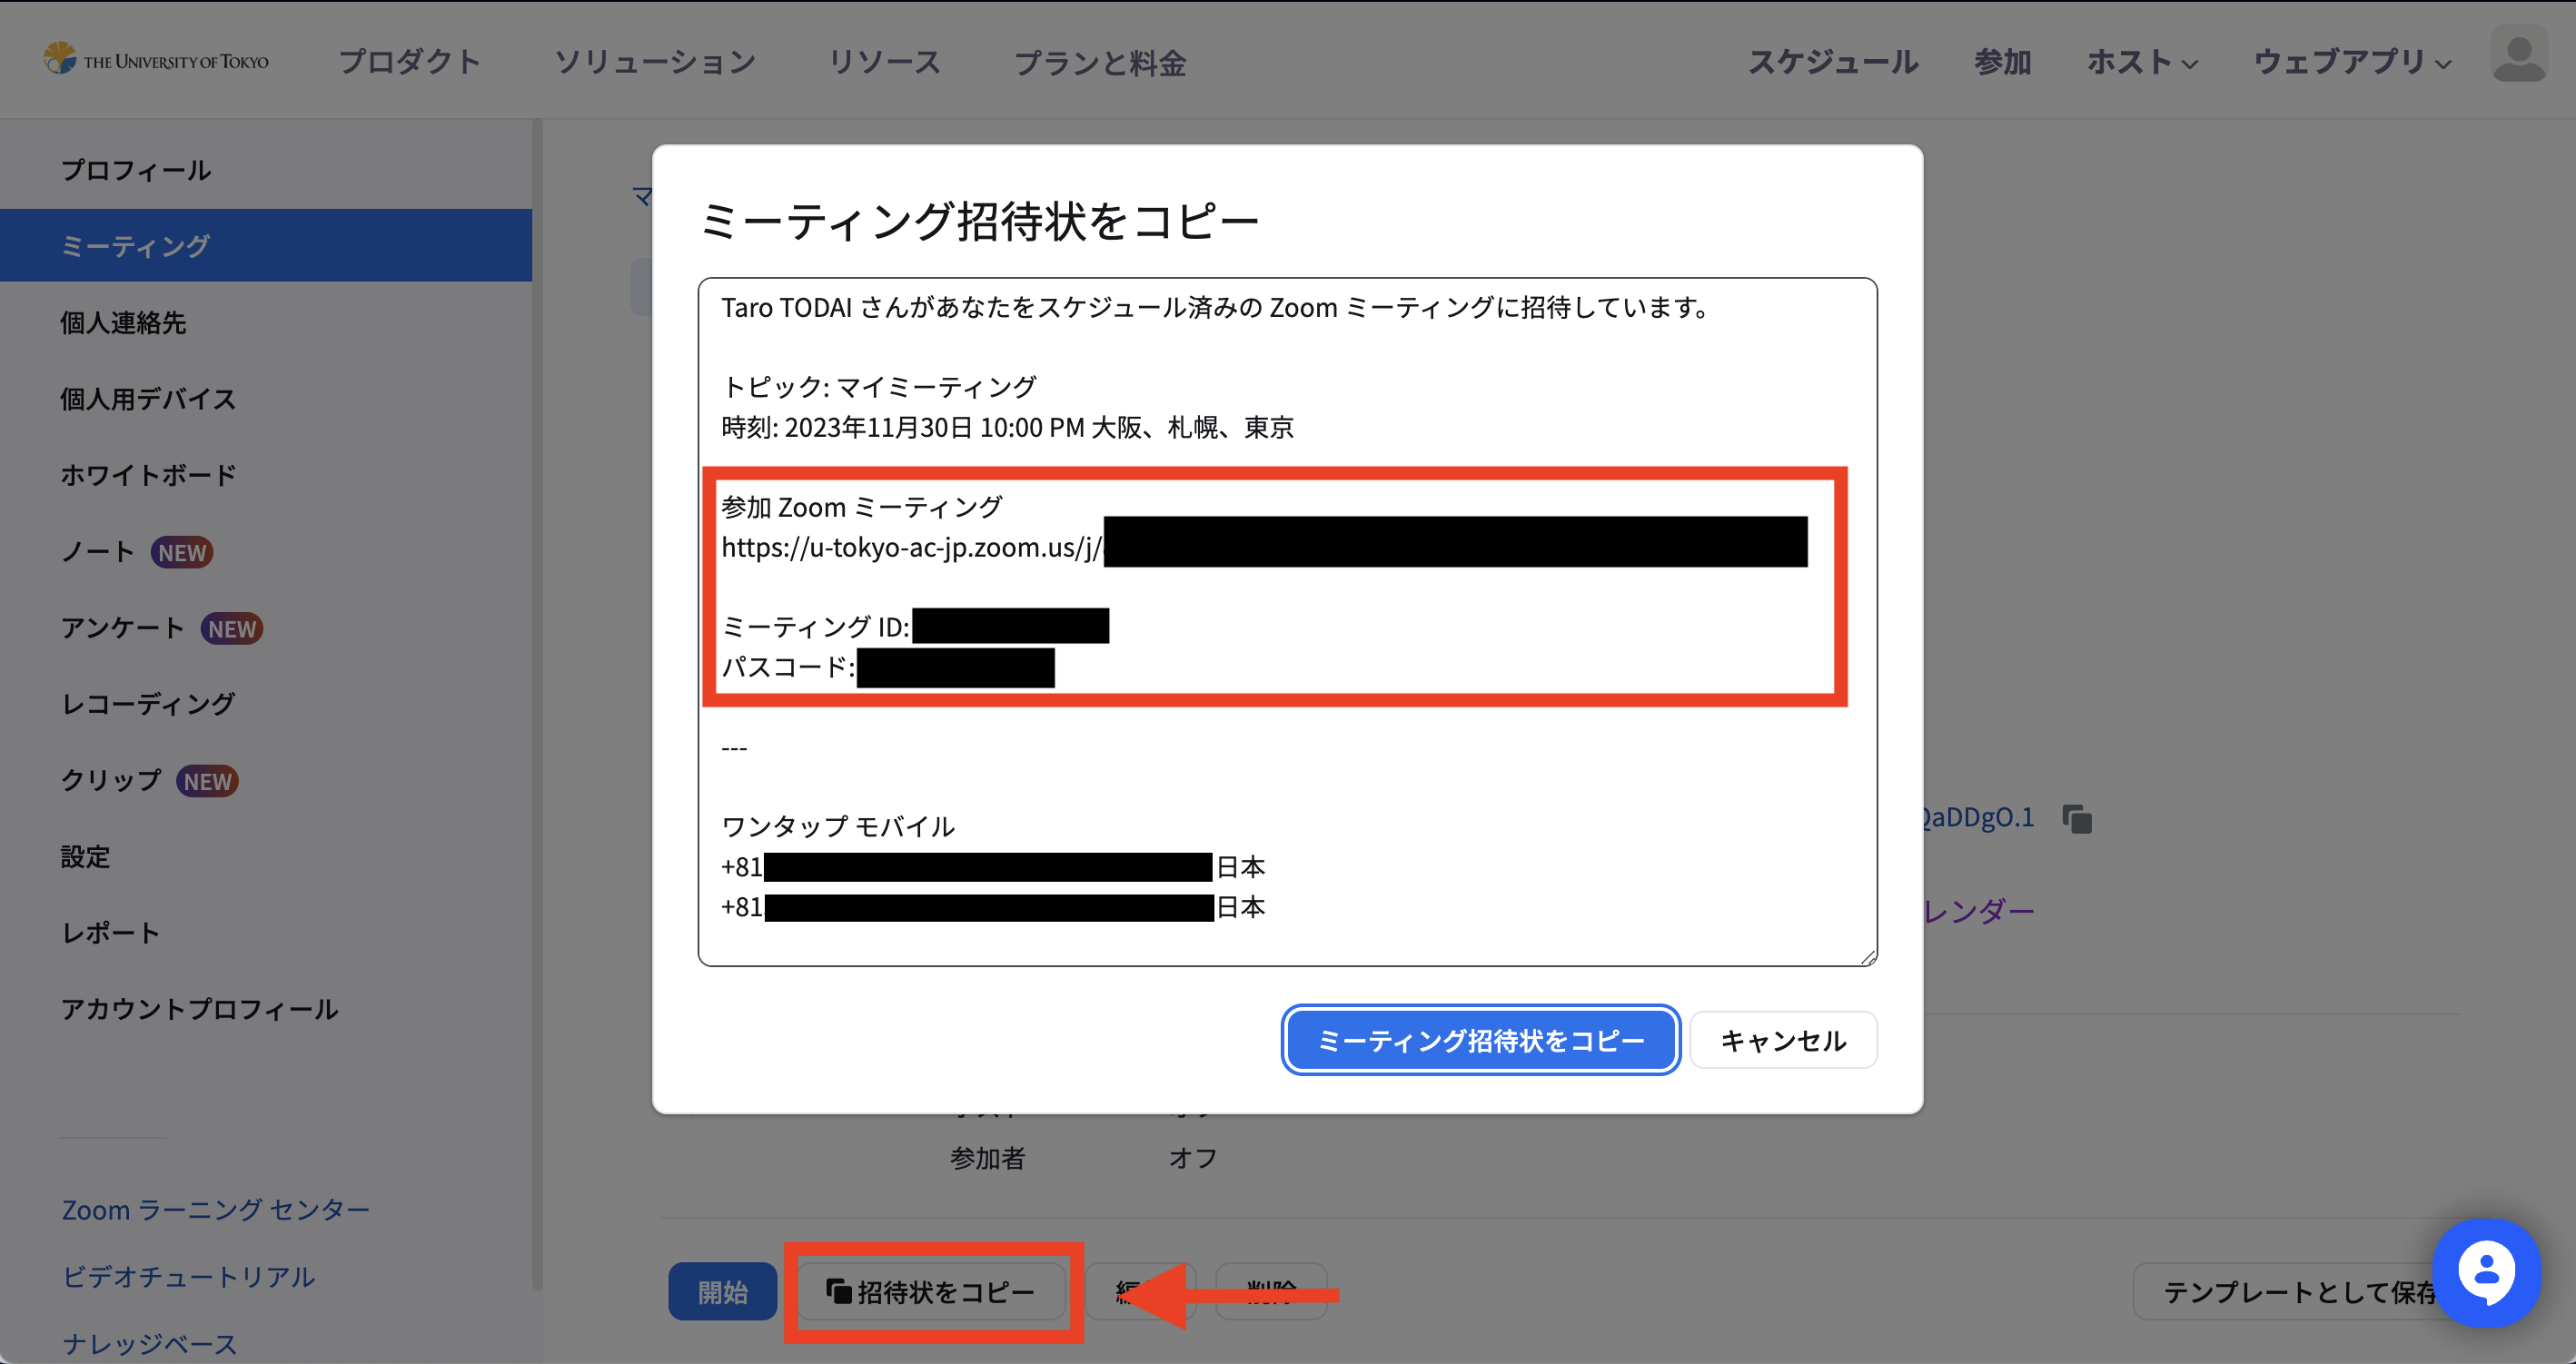 THE UNIVERSITY OF TOKYO
プロダクト
ソリューション
リソース
プランと料金
スケジュール
参加
ホスト
ウェブアプリ
プロフィール
ミーティング
個人連絡先
個人用デバイス
ホワイトボード
ノート NEW
アンケート NEW
レコーディング
クリップ NEW
設定
レポート
アカウントプロフィール
Zoom ラーニング センター
ビデオチュートリアル
ナレッジベース
マ
ミーティング招待状をコピー
Taro TODAI さんがあなたをスケジュール済みの Zoom ミーティングに招待しています。
トピック: マイミーティング
時刻: 2023年11月30日 10:00 PM 大阪、札幌、東京
参加 Zoom ミーティング
https://u-tokyo-ac-jp.zoom.us/j/
ミーティング ID:
パスコード:
---
ワンタップ モバイル
+81 日本
+81 日本
ミーティング招待状をコピー
キャンセル
QaDDgO.1
レンダー
参加者 オフ
開始
招待状をコピー
削除
テンプレートとして保存